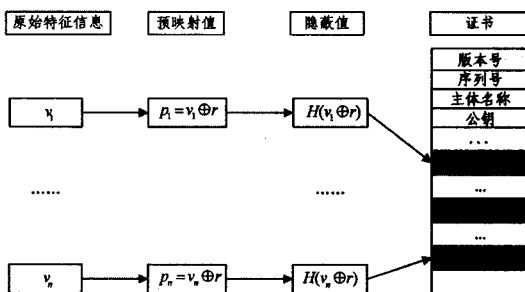 原始特征信息 预映射值 隐蔽值 证书
版本号
序列号
主体名称
公钥
v₁ p₁=v₁⊕r H(v₁⊕r)
...
...... ...... ...
...
vₙ pₙ=vₙ⊕r H(vₙ⊕r)